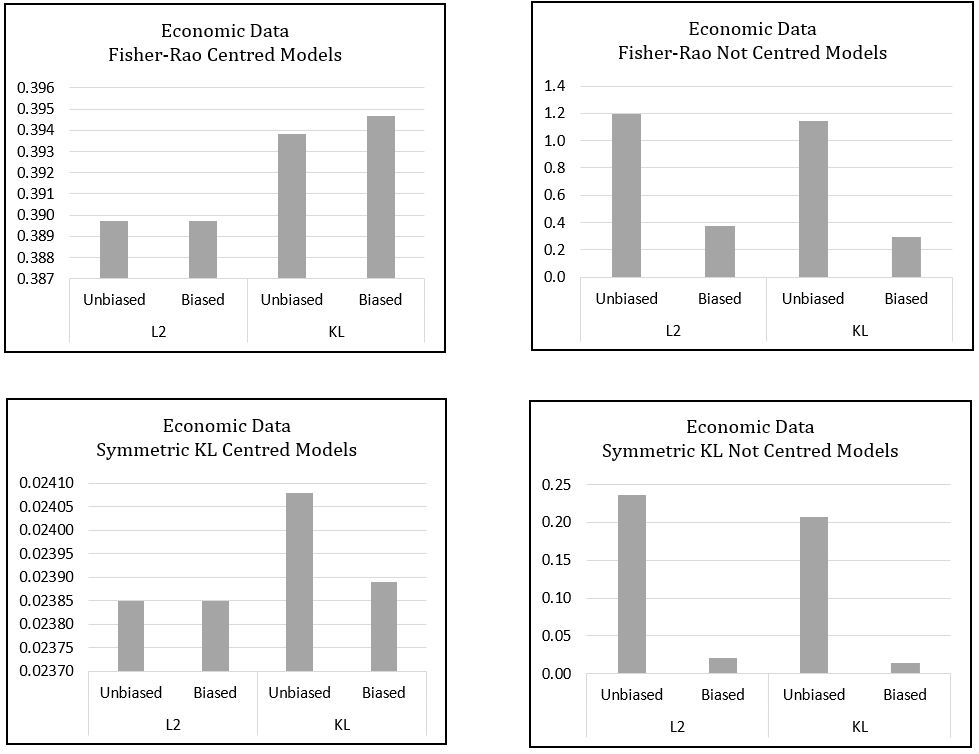 Economic Data
Fisher-Rao Centred Models
0.396
0.395
0.394
0.393
0.392
0.391
0.390
0.389
0.388
0.387
Unbiased Biased Unbiased Biased
L2 KL
Economic Data
Fisher-Rao Not Centred Models
1.4
1.2
1.0
0.8
0.6
0.4
0.2
0.0
Unbiased Biased Unbiased Biased
L2 KL
Economic Data
Symmetric KL Centred Models
0.02410
0.02405
0.02400
0.02395
0.02390
0.02385
0.02380
0.02375
0.02370
Unbiased Biased Unbiased Biased
L2 KL
Economic Data
Symmetric KL Not Centred Models
0.25
0.20
0.15
0.10
0.05
0.00
Unbiased Biased Unbiased Biased
L2 KL